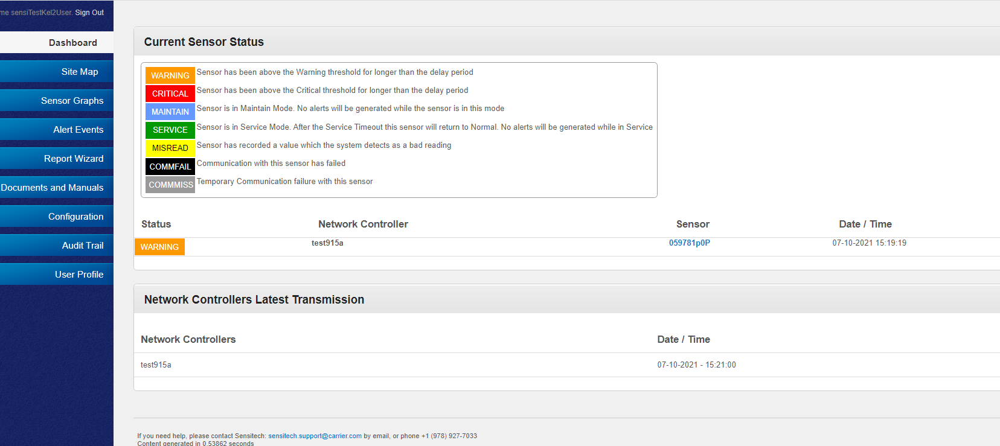 me sensiTestKel2User. Sign Out
Dashboard
Site Map
Sensor Graphs
Alert Events
Report Wizard
Documents and Manuals
Configuration
Audit Trail
User Profile
Current Sensor Status
WARNING Sensor has been above the Warning threshold for longer than the delay period
CRITICAL Sensor has been above the Critical threshold for longer than the delay period
MAINTAIN Sensor is in Maintain Mode. No alerts will be generated while the sensor is in this mode
SERVICE Sensor is in Service Mode. After the Service Timeout this sensor will return to Normal. No alerts will be generated while in Service
MISREAD Sensor has recorded a value which the system detects as a bad reading
COMMFAIL Communication with this sensor has failed
COMMMISS Temporary Communication failure with this sensor
Status Network Controller Sensor Date / Time
WARNING test915a 059781p0P 07-10-2021 15:19:19
Network Controllers Latest Transmission
Network Controllers Date / Time
test915a 07-10-2021 - 15:21:00
If you need help, please contact Sensitech: sensitech.support@carrier.com by email, or phone +1 (978) 927-7033
Content generated in 0.53862 seconds